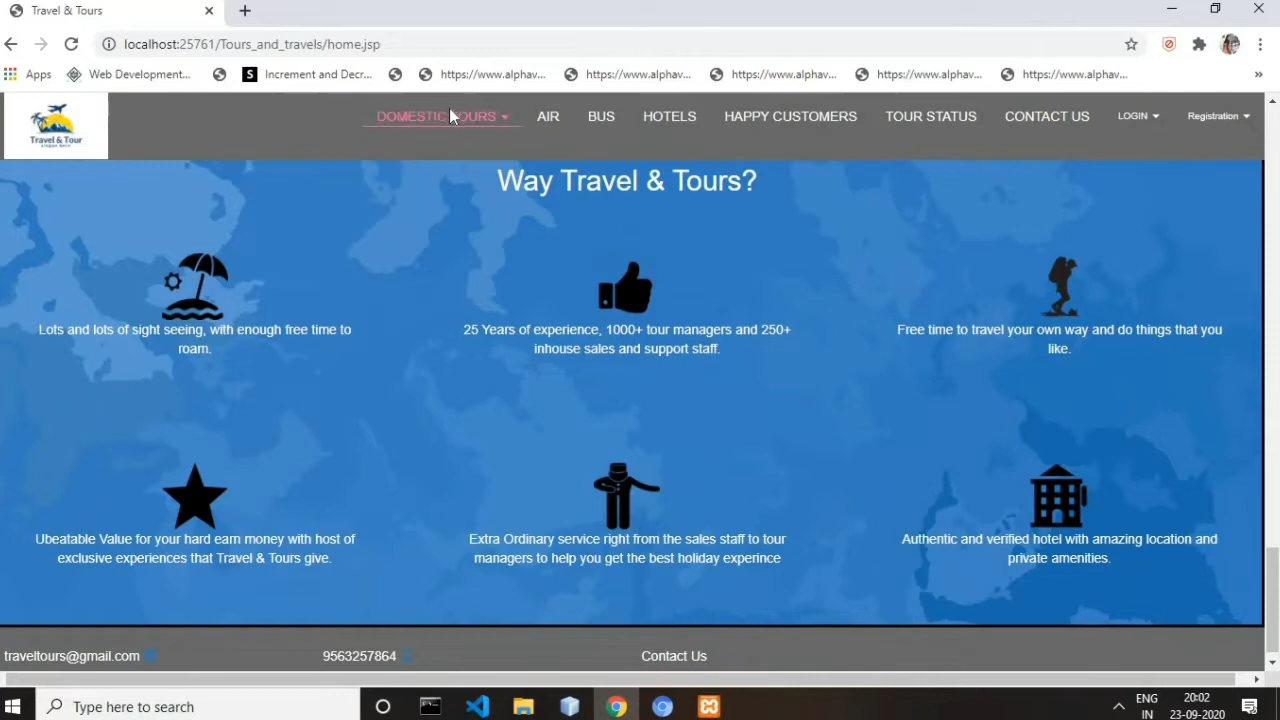 Travel & Tours
localhost:25761/Tours_and_travels/home.jsp
Apps Web Development... S Increment and Decr... https://www.alphav... https://www.alphav... https://www.alphav... https://www.alphav... https://www.alphav... »
Travel & Tour
DOMESTIC TOURS AIR BUS HOTELS HAPPY CUSTOMERS TOUR STATUS CONTACT US LOGIN Registration
Way Travel & Tours?
Lots and lots of sight seeing, with enough free time to
roam.
25 Years of experience, 1000+ tour managers and 250+
inhouse sales and support staff.
Free time to travel your own way and do things that you
like.
Ubeatable Value for your hard earn money with host of
exclusive experiences that Travel & Tours give.
Extra Ordinary service right from the sales staff to tour
managers to help you get the best holiday experince
Authentic and verified hotel with amazing location and
private amenities.
traveltours@gmail.com 9563257864 Contact Us
Type here to search
ENG
IN
20:02
23-09-2020